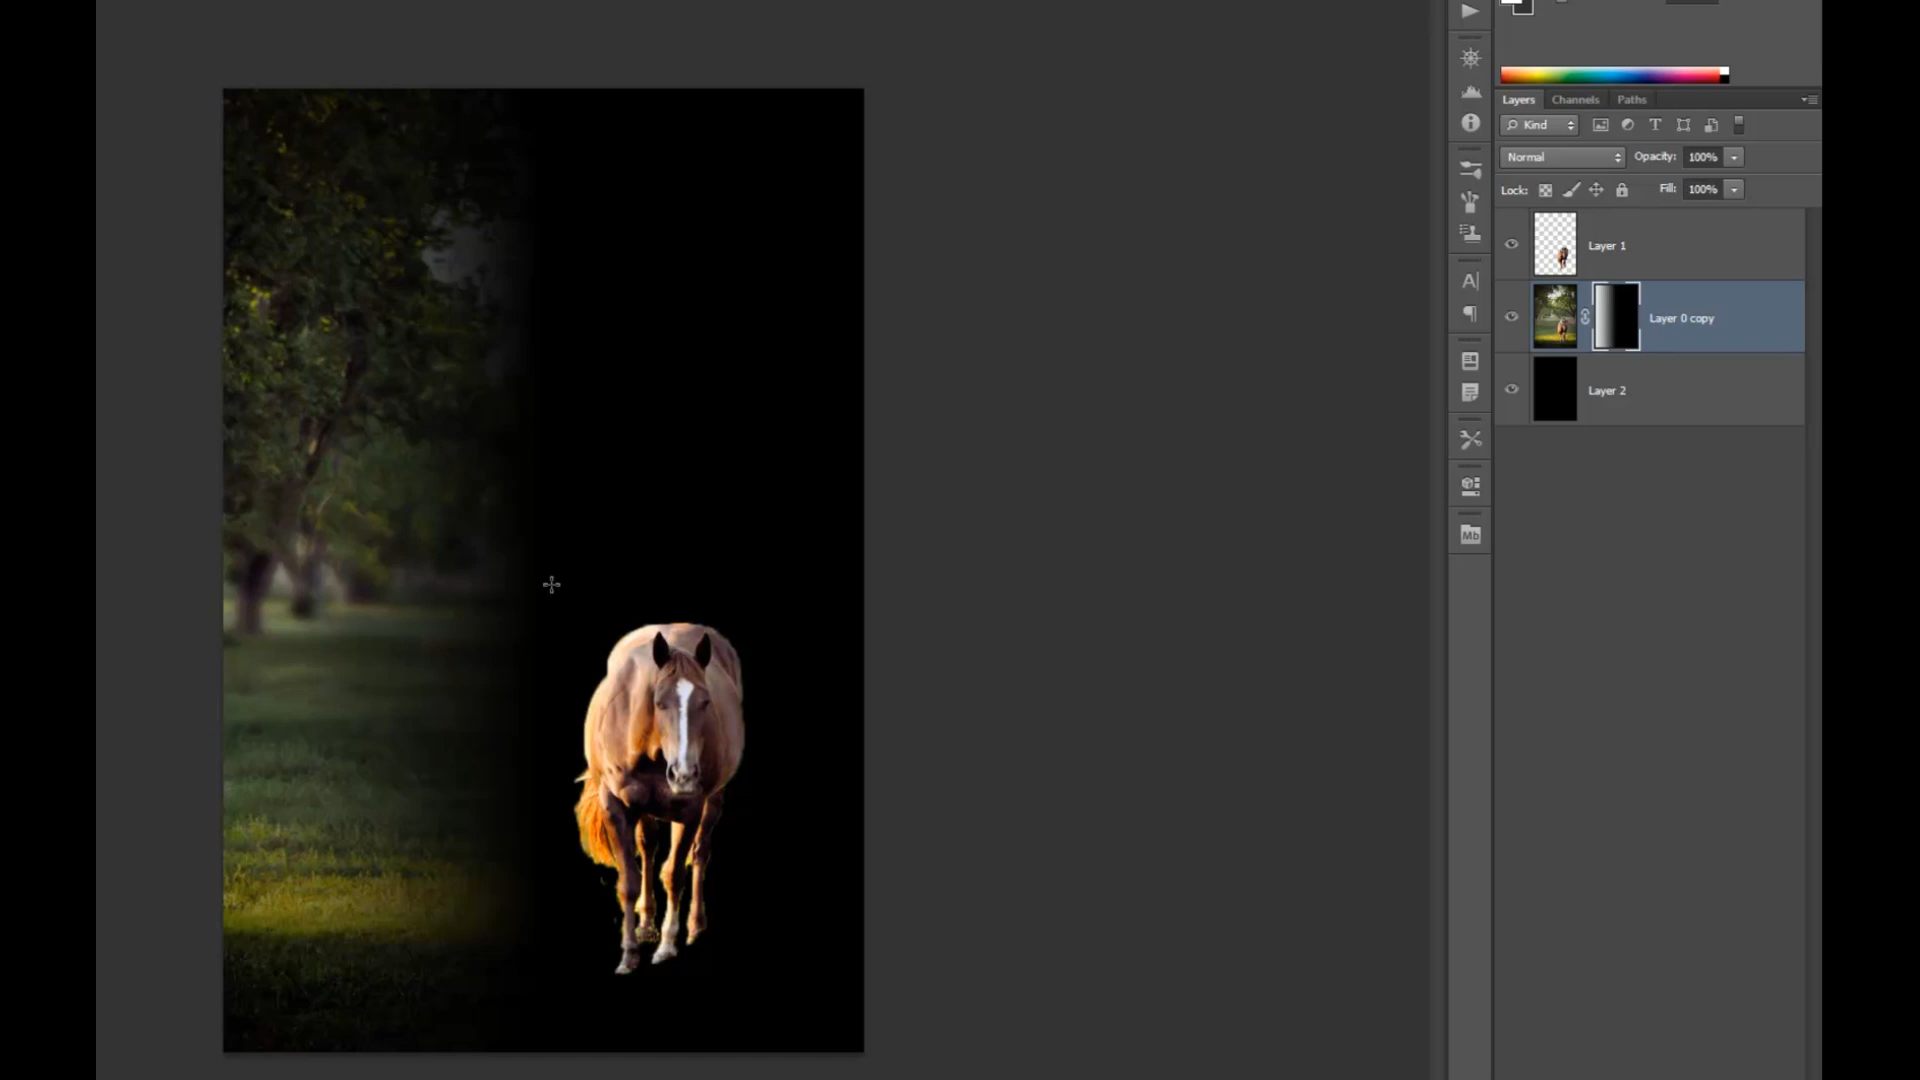 Layers Channels Paths
Kind T
Normal Opacity: 100%
Lock: Fill: 100%
Layer 1
A|
Layer 0 copy
Layer 2
Mb